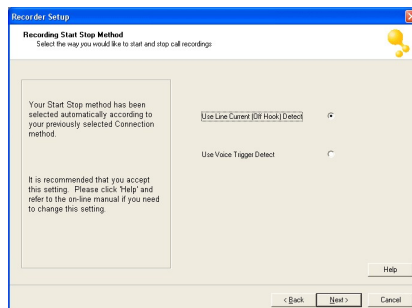 Recorder Setup
Recording Start Stop Method
Select the way you would like to start and stop call recordings
Your Start Stop method has been
selected automatically according to
your previously selected Connection
method.
Use Line Current (Off Hook) Detect
Use Voice Trigger Detect
It is recommended that you accept
this setting. Please click 'Help' and
refer to the on-line manual if you need
to change this setting.
Help
< Back
Next >
Cancel